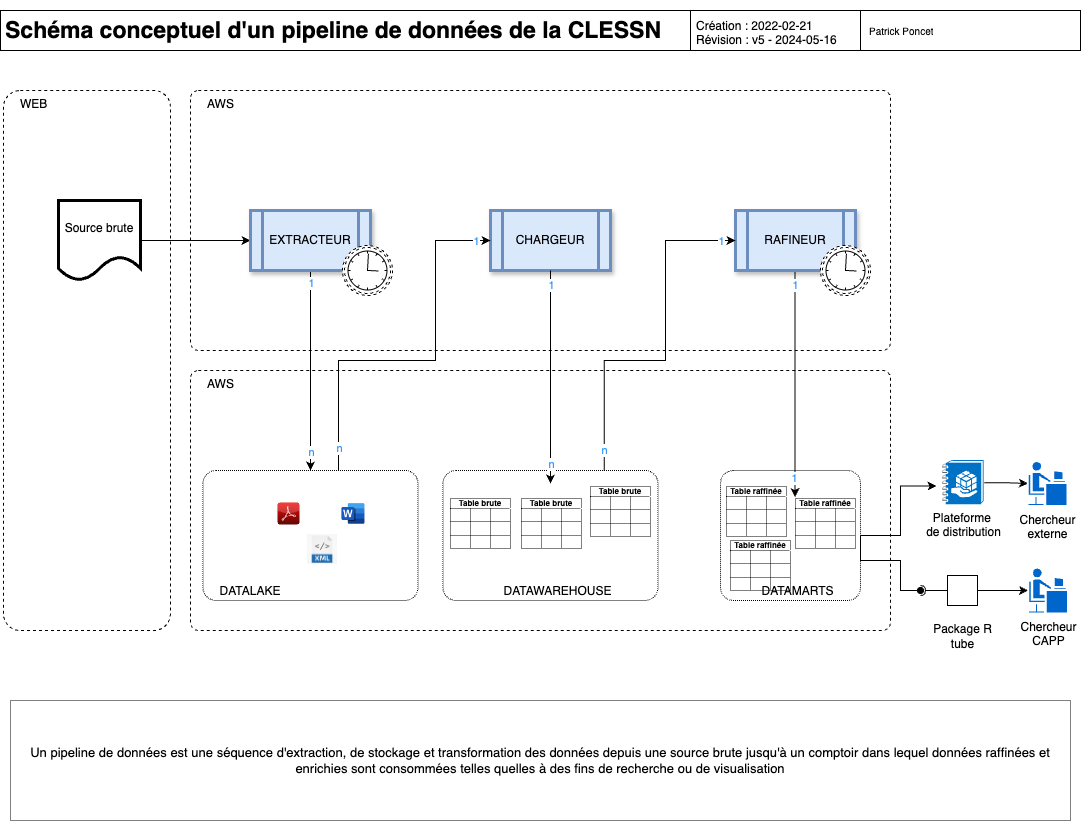 Schéma conceptuel d'un pipeline de données de la CLESSN
Création : 2022-02-21
Révision : v5 - 2024-05-16
Patrick Poncet
WEB
AWS
Source brute
EXTRACTEUR
CHARGEUR
RAFINEUR
1
1
1
1
1
AWS
n
n
n
n
1
Table brute
Table brute
Table brute
Table raffinée
Table raffinée
Table raffinée
W
</>
XML
DATALAKE
DATAWAREHOUSE
DATAMARTS
Plateforme
de distribution
Chercheur
externe
Package R
tube
Chercheur
CAPP
Un pipeline de données est une séquence d'extraction, de stockage et transformation des données depuis une source brute jusqu'à un comptoir dans lequel données raffinées et
enrichies sont consommées telles quelles à des fins de recherche ou de visualisation